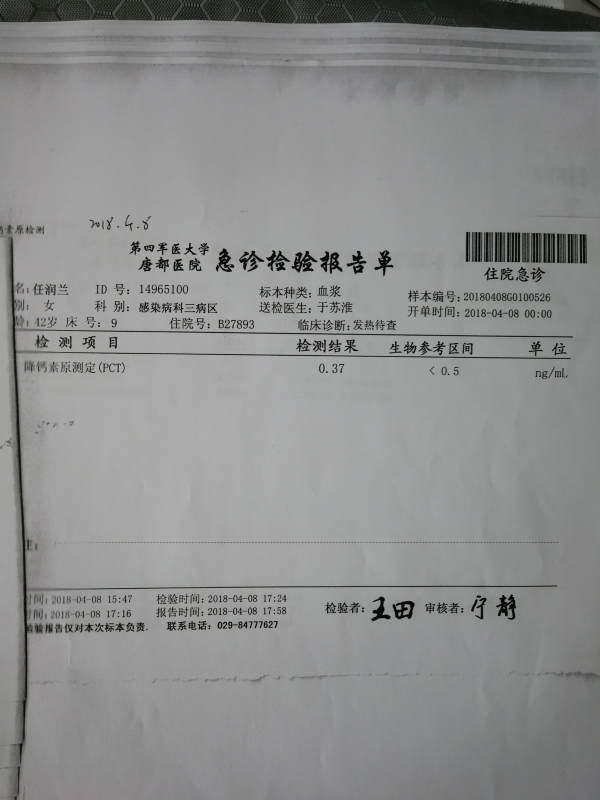 素原检测
2018.4.8
第四军医大学
唐都医院 急诊检验报告单
住院急诊
名：任润兰 ID 号：14965100 标本种类：血浆 样本编号：20180408G0100526
别：女 科 别：感染病科三病区 送检医生：于苏淮 开单时间：2018-04-08 00:00
龄：42岁 床 号：9 住院号：B27893 临床诊断：发热待查
检 测 项 目 检测结果 生物参考区间 单 位
降钙素原测定(PCT) 0.37 < 0.5 ng/mL
注：
时间：2018-04-08 15:47 检验时间：2018-04-08 17:24 检验者：王田 审核者：宁静
时间：2018-04-08 17:16 报告时间：2018-04-08 17:58
检验报告仅对本次标本负责. 联系电话：029-84777627